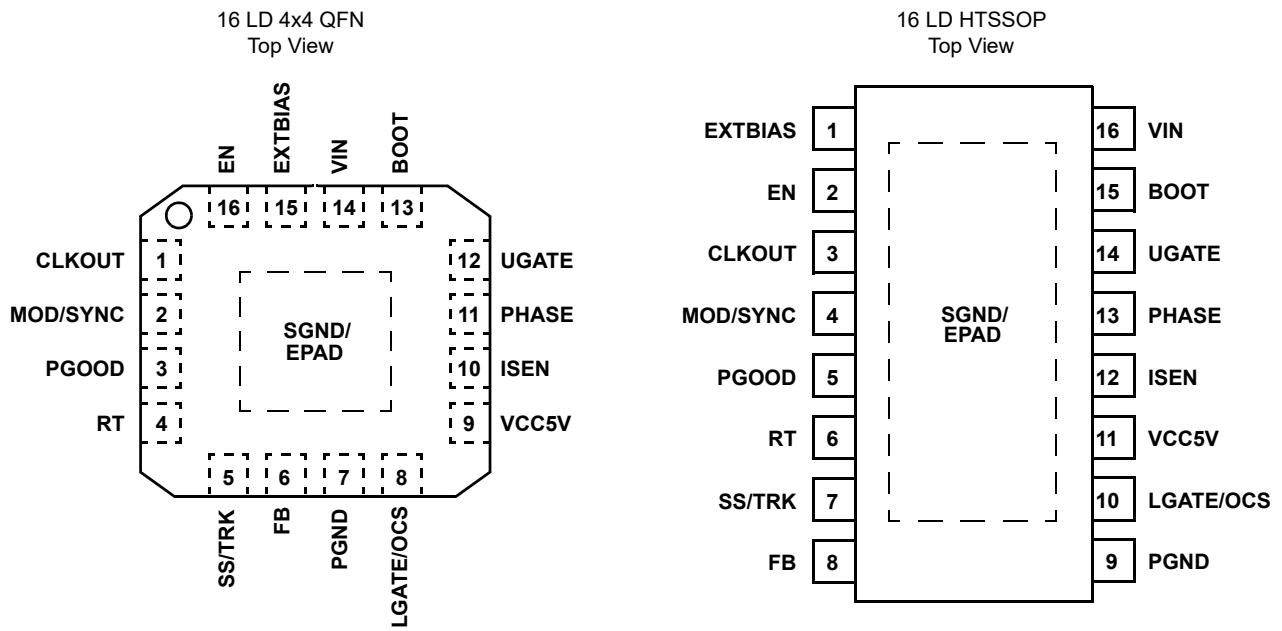 16 LD 4x4 QFN
Top View
EN
EXTBIAS
VIN
BOOT
16
15
14
13
CLKOUT 1
MOD/SYNC 2
PGOOD 3
RT 4
12 UGATE
11 PHASE
10 ISEN
9 VCC5V
SGND/
EPAD
5
6
7
8
SS/TRK
FB
PGND
LGATE/OCS
16 LD HTSSOP
Top View
EXTBIAS 1
EN 2
CLKOUT 3
MOD/SYNC 4
PGOOD 5
RT 6
SS/TRK 7
FB 8
SGND/
EPAD
16 VIN
15 BOOT
14 UGATE
13 PHASE
12 ISEN
11 VCC5V
10 LGATE/OCS
9 PGND